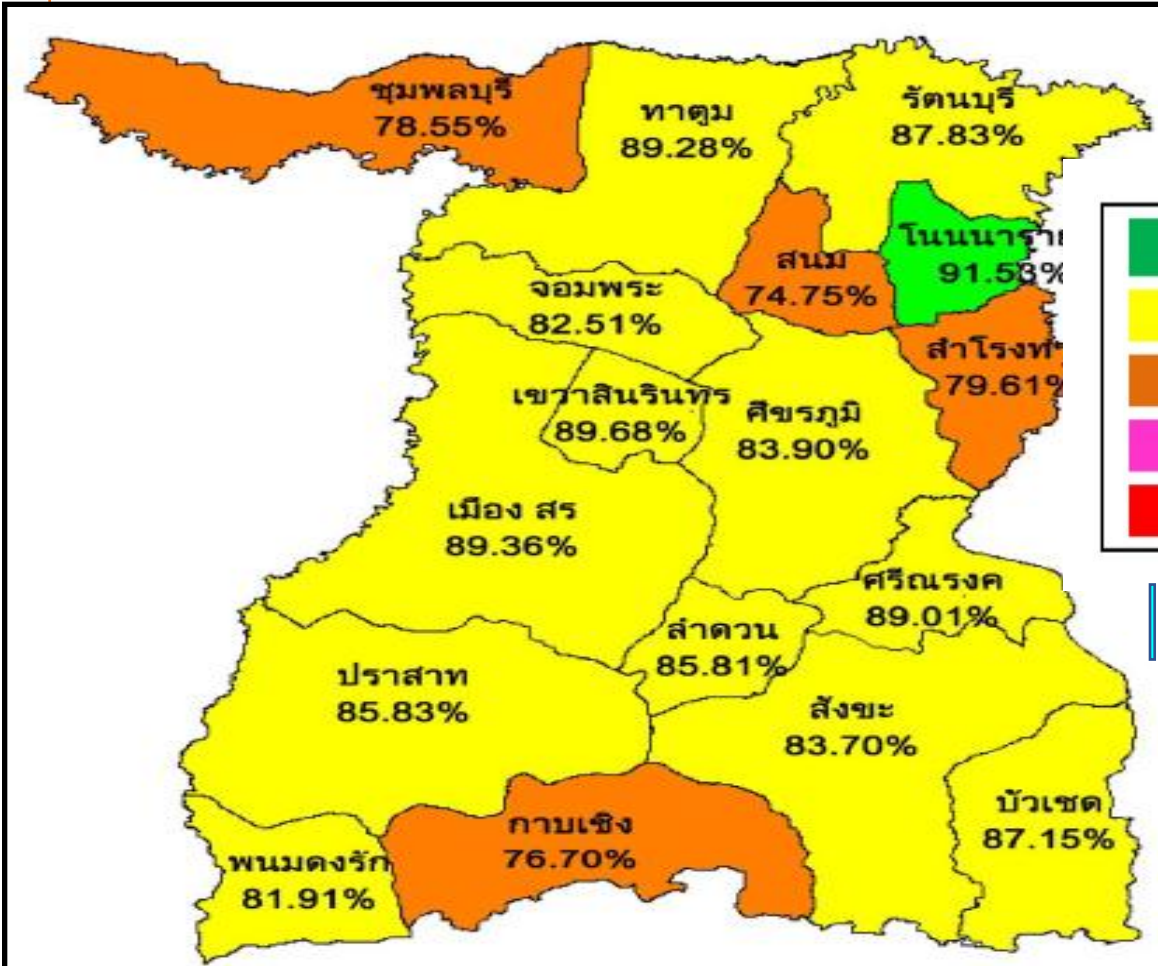 ชุมพลบุรี
78.55%
ทาตูม
89.28%
รัตนบุรี
87.83%
สนม
74.75%
91.53%
จอมพระ
82.51%
79.61%
เขวาสินรินทร
89.68%
ศีขรภูมิ
83.90%
เมือง สร
89.36%
ศรีณรงค
89.01%
ลำดวน
85.81%
ปราสาท
85.83%
สังขะ
83.70%
บัวเชด
87.15%
กาบเชิง
76.70%
พนมดงรัก
81.91%